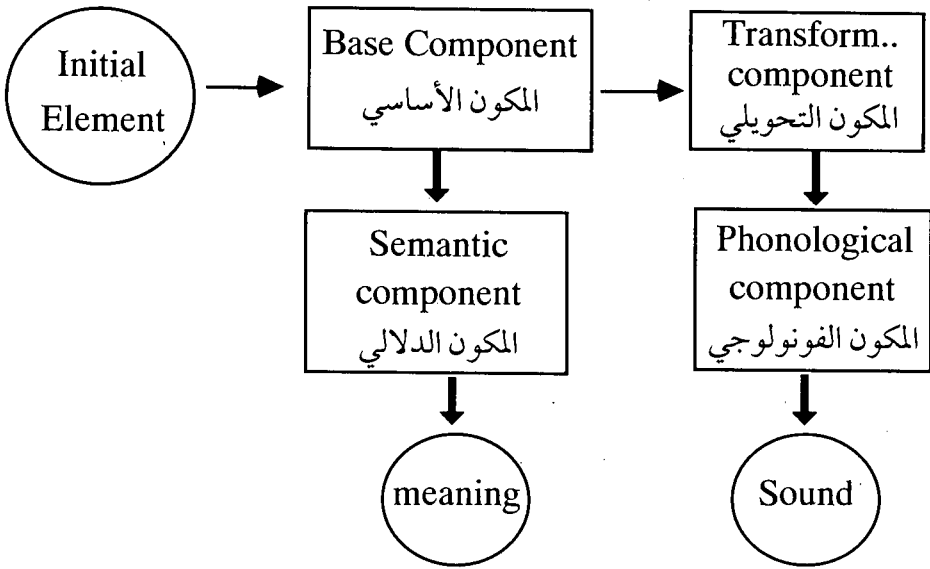 Initial
Element
Base Component
المكون الأساسي
Transform..
component
المكون التحويلي
Semantic
component
المكون الدلالي
Phonological
component
المكون الفونولوجي
meaning
Sound